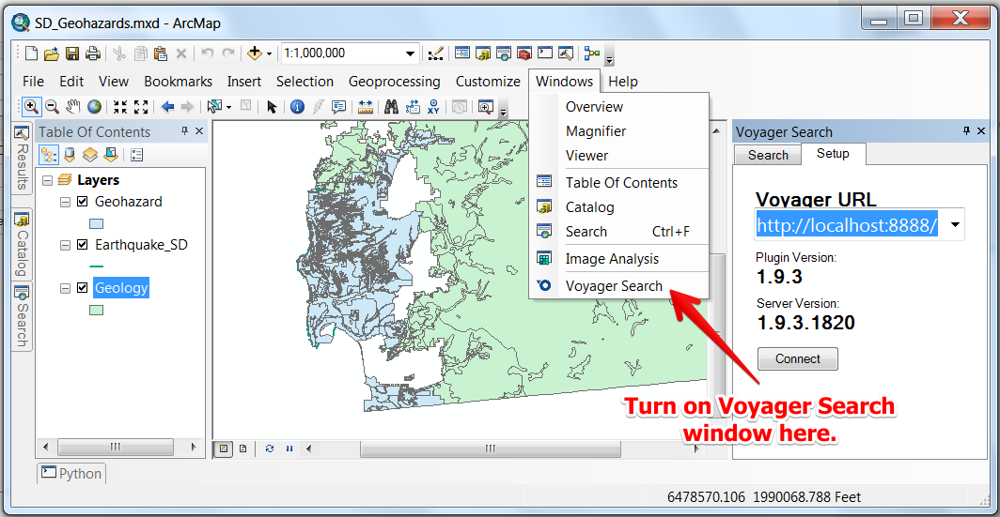 SD_Geohazards.mxd - ArcMap
1:1,000,000
File Edit View Bookmarks Insert Selection Geoprocessing Customize Windows Help
XY
Table Of Contents
Results
Catalog
Search
Layers
Geohazard
Earthquake_SD
Geology
Overview
Magnifier
Viewer
Table Of Contents
Catalog
Search Ctrl+F
Image Analysis
Voyager Search
Voyager Search
Search Setup
Voyager URL
http://localhost:8888/
Plugin Version:
1.9.3
Server Version:
1.9.3.1820
Connect
Turn on Voyager Search
window here.
Python
6478570.106 1990068.788 Feet